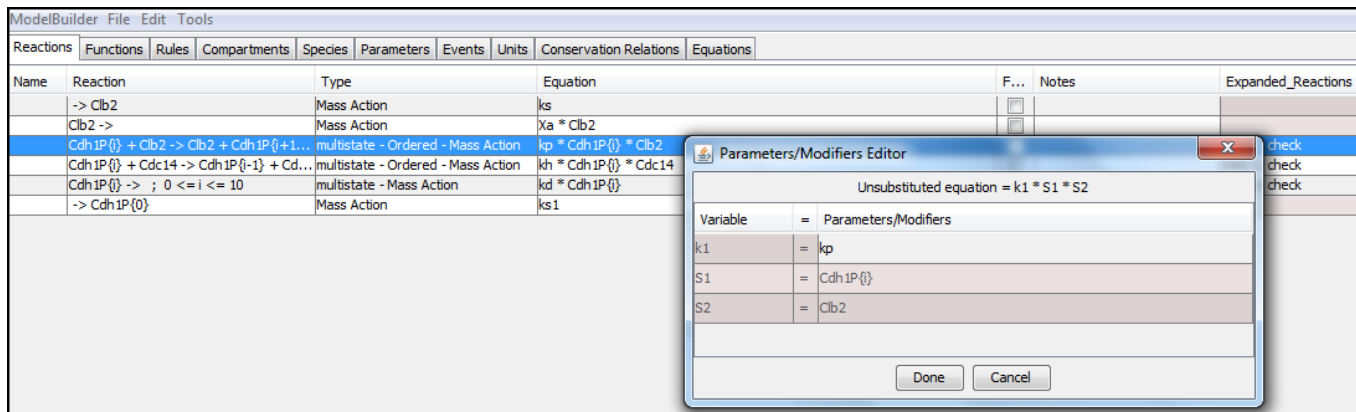 ModelBuilder File Edit Tools
Reactions Functions Rules Compartments Species Parameters Events Units Conservation Relations Equations
Name Reaction Type Equation F... Notes Expanded_Reactions
-> Clb2 Mass Action ks
Clb2 -> Mass Action Xa * Clb2
Cdh1P{i} + Clb2 -> Clb2 + Cdh1P{i+1... multistate - Ordered - Mass Action kp * Cdh1P{i} * Clb2 check
Cdh1P{i} + Cdc14 -> Cdh1P{i-1} + Cd... multistate - Ordered - Mass Action kh * Cdh1P{i} * Cdc14 check
Cdh1P{i} -> ; 0 <= i <= 10 multistate - Mass Action kd * Cdh1P{i} check
-> Cdh1P{0} Mass Action ks1
Parameters/Modifiers Editor
Unsubstituted equation = k1 * S1 * S2
Variable = Parameters/Modifiers
k1 = kp
S1 = Cdh1P{i}
S2 = Clb2
Done Cancel